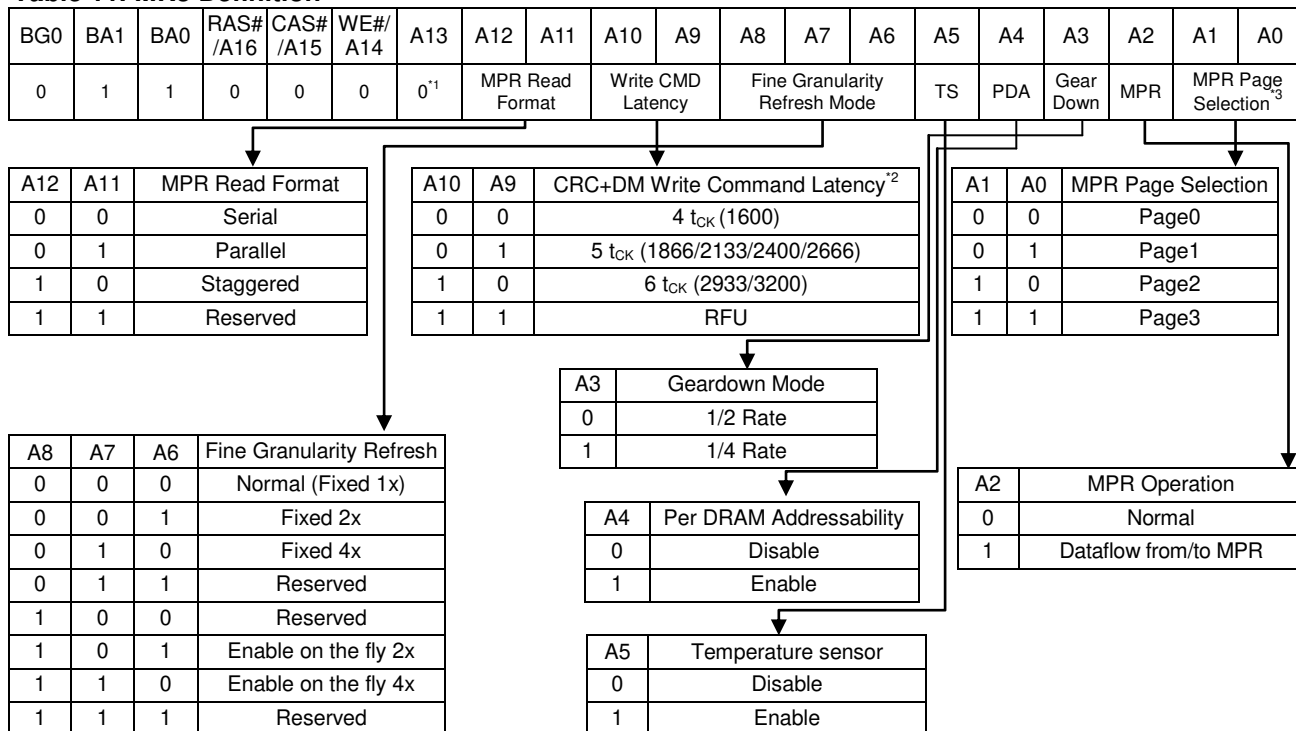 BG0 BA1 BA0 RAS# /A16 CAS# /A15 WE#/ A14 A13 A12 A11 A10 A9 A8 A7 A6 A5 A4 A3 A2 A1 A0
0 1 1 0 0 0 0*1 MPR Read Format Write CMD Latency Fine Granularity Refresh Mode TS PDA Gear Down MPR MPR Page Selection*3
A12 A11 MPR Read Format
0 0 Serial
0 1 Parallel
1 0 Staggered
1 1 Reserved
A10 A9 CRC+DM Write Command Latency*2
0 0 4 tCK (1600)
0 1 5 tCK (1866/2133/2400/2666)
1 0 6 tCK (2933/3200)
1 1 RFU
A1 A0 MPR Page Selection
0 0 Page0
0 1 Page1
1 0 Page2
1 1 Page3
A3 Geardown Mode
0 1/2 Rate
1 1/4 Rate
A8 A7 A6 Fine Granularity Refresh
0 0 0 Normal (Fixed 1x)
0 0 1 Fixed 2x
0 1 0 Fixed 4x
0 1 1 Reserved
1 0 0 Reserved
1 0 1 Enable on the fly 2x
1 1 0 Enable on the fly 4x
1 1 1 Reserved
A4 Per DRAM Addressability
0 Disable
1 Enable
A2 MPR Operation
0 Normal
1 Dataflow from/to MPR
A5 Temperature sensor
0 Disable
1 Enable